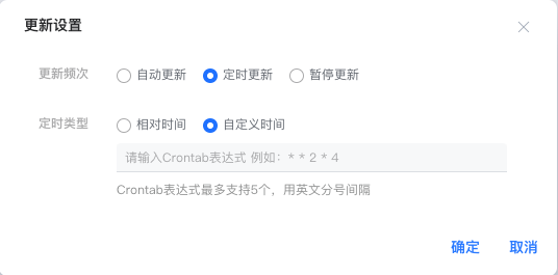 更新设置
更新频次 自动更新 定时更新 暂停更新
定时类型 相对时间 自定义时间
请输入Crontab表达式 例如：* * 2 * 4
Crontab表达式最多支持5个，用英文分号间隔
确定 取消